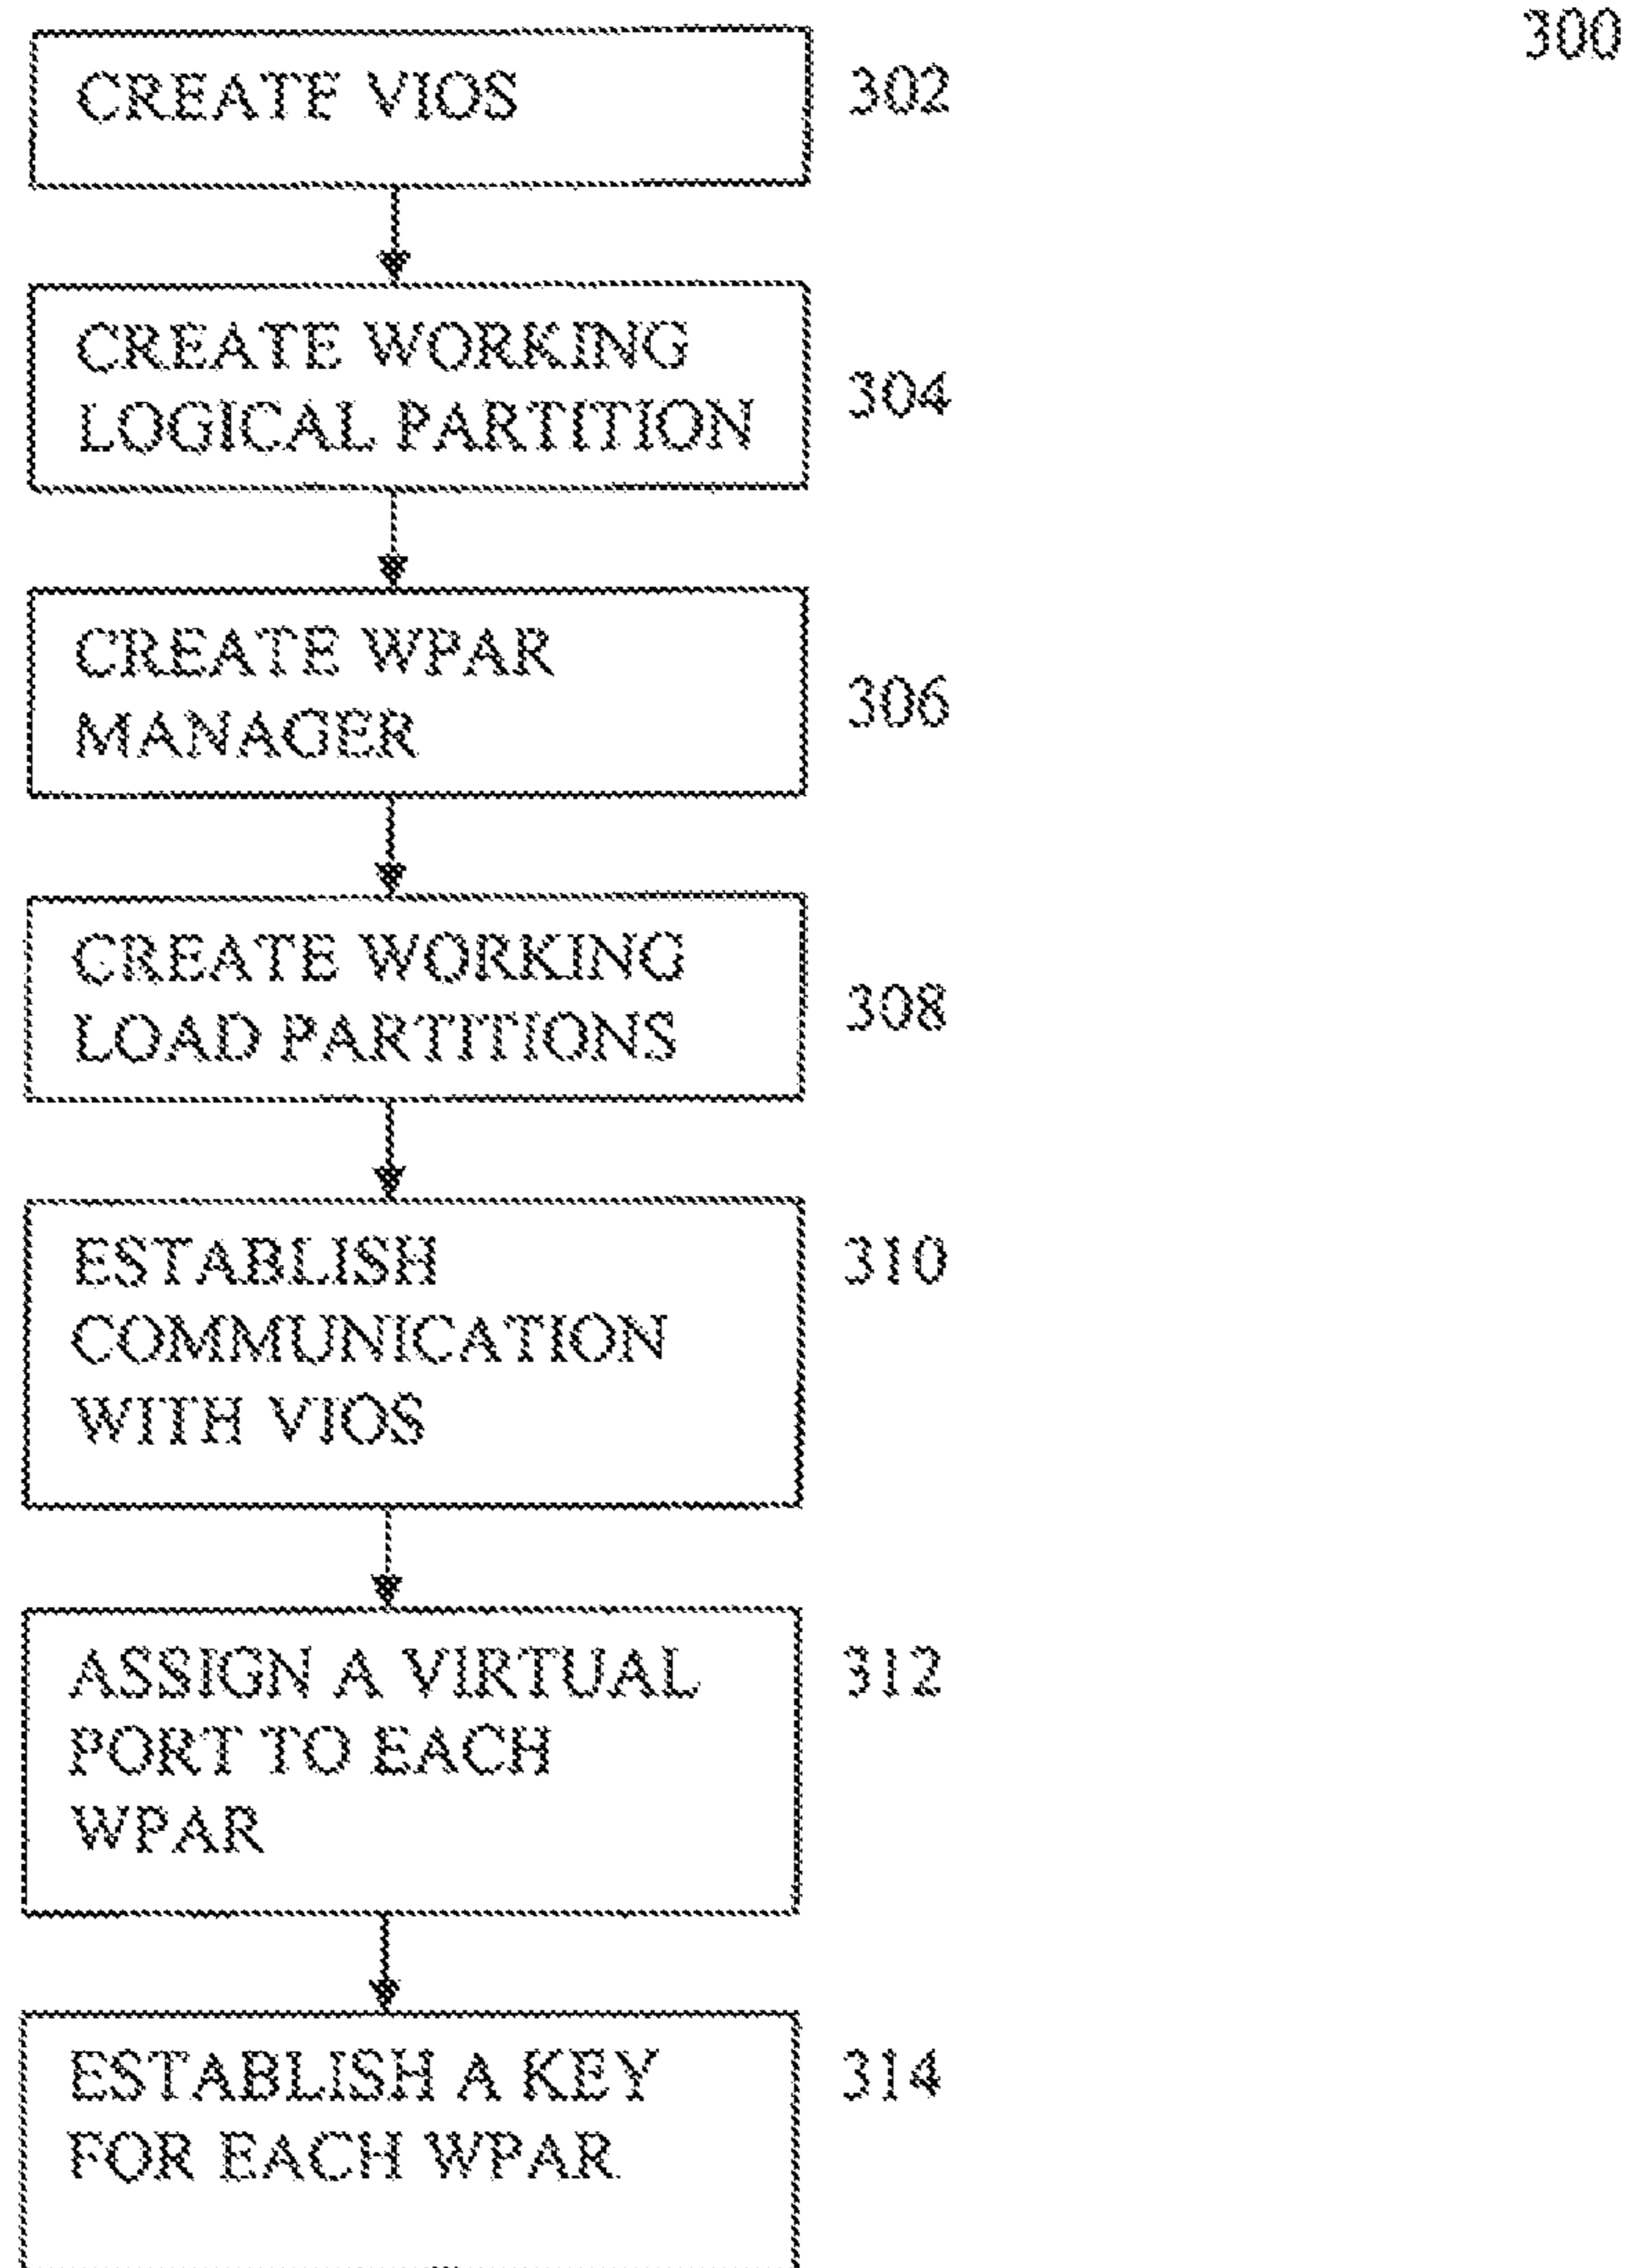 300
CREATE VIOS
302
CREATE WORKING
LOGICAL PARTITION
304
CREATE WPAR
MANAGER
306
CREATE WORKING
LOAD PARTITIONS
308
ESTABLISH
COMMUNICATION
WITH VIOS
310
ASSIGN A VIRTUAL
PORT TO EACH
WPAR
312
ESTABLISH A KEY
FOR EACH WPAR
314